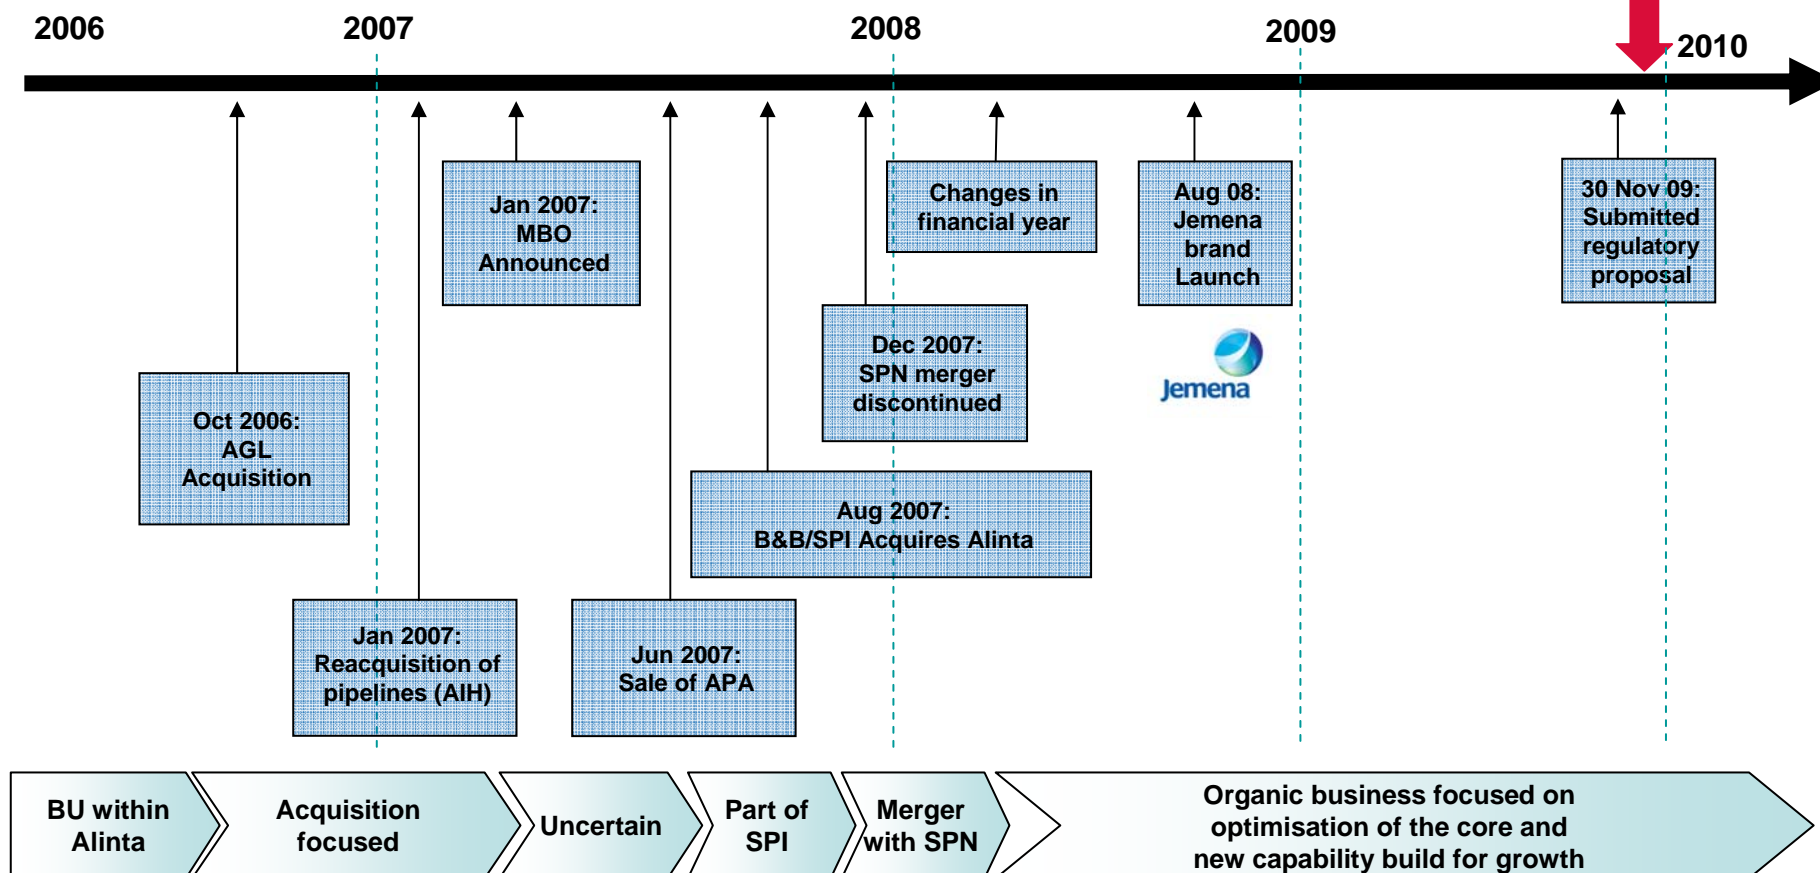 2006
2007
2008
2009
2010
Jan 2007:
MBO
Announced
Changes in
financial year
Aug 08:
Jemena
brand
Launch
30 Nov 09:
Submitted
regulatory
proposal
Dec 2007:
SPN merger
discontinued
Jemena
Oct 2006:
AGL
Acquisition
Aug 2007:
B&B/SPI Acquires Alinta
Jan 2007:
Reacquisition of
pipelines (AIH)
Jun 2007:
Sale of APA
BU within
Alinta
Acquisition
focused
Uncertain
Part of
SPI
Merger
with SPN
Organic business focused on
optimisation of the core and
new capability build for growth